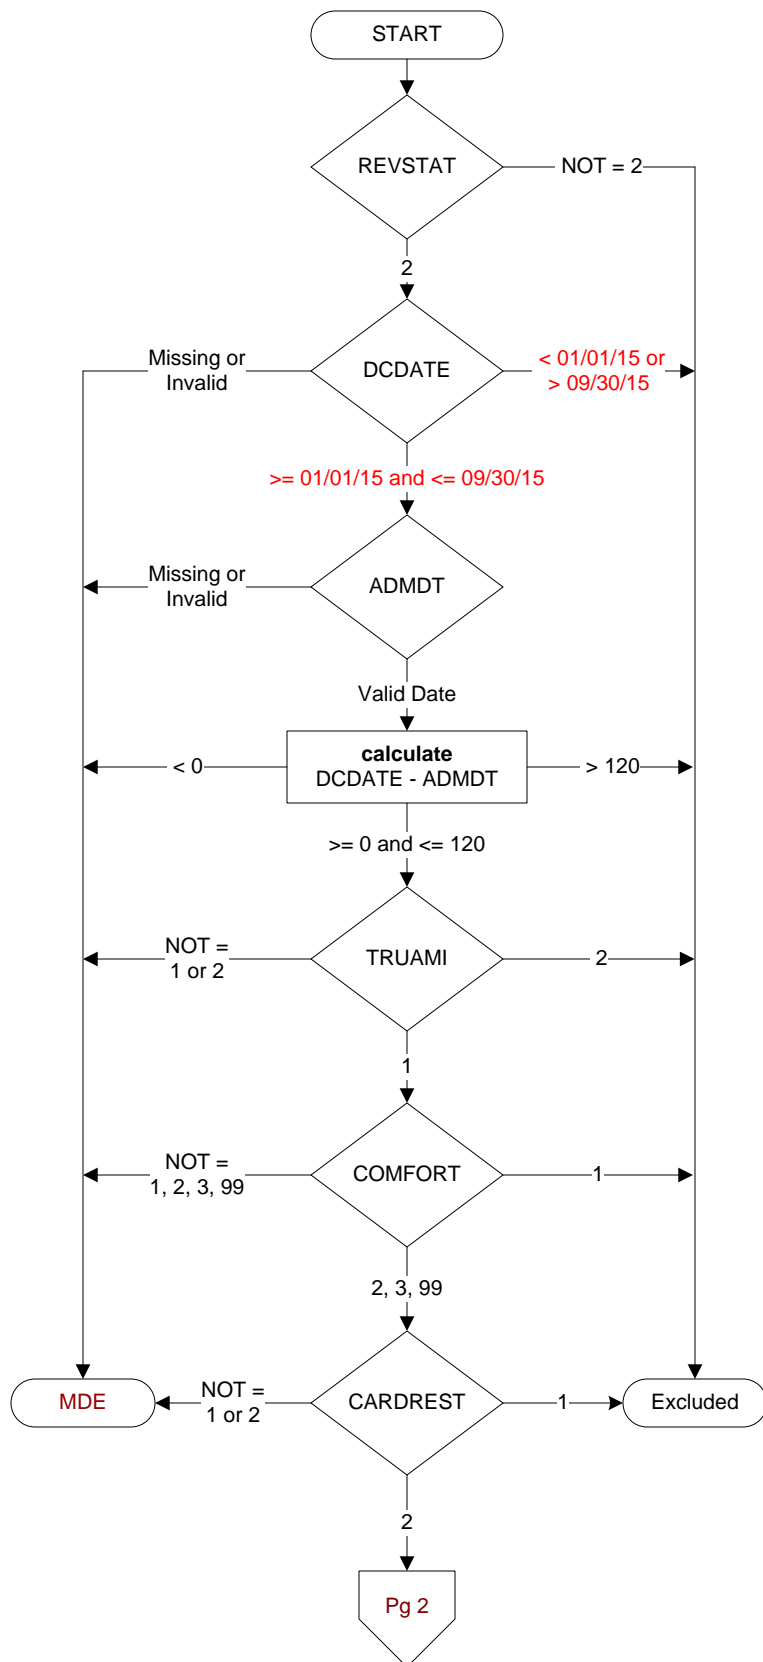 START
REVSTAT
NOT = 2
2
Missing or
Invalid
DCDATE
< 01/01/15 or
> 09/30/15
>= 01/01/15 and <= 09/30/15
Missing or
Invalid
ADMDT
Valid Date
< 0
calculate
DCDATE - ADMDT
> 120
>= 0 and <= 120
NOT =
1 or 2
TRUAMI
2
1
NOT =
1, 2, 3, 99
COMFORT
1
2, 3, 99
MDE
NOT =
1 or 2
CARDREST
1
Excluded
2
Pg 2